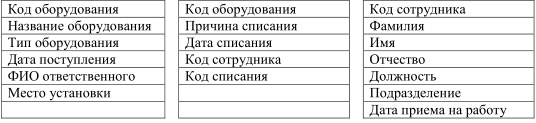 Код оборудования
Название оборудования
Тип оборудования
Дата поступления
ФИО ответственного
Место установки
Код оборудования
Причина списания
Дата списания
Код сотрудника
Код списания
Код сотрудника
Фамилия
Имя
Отчество
Должность
Подразделение
Дата приема на работу